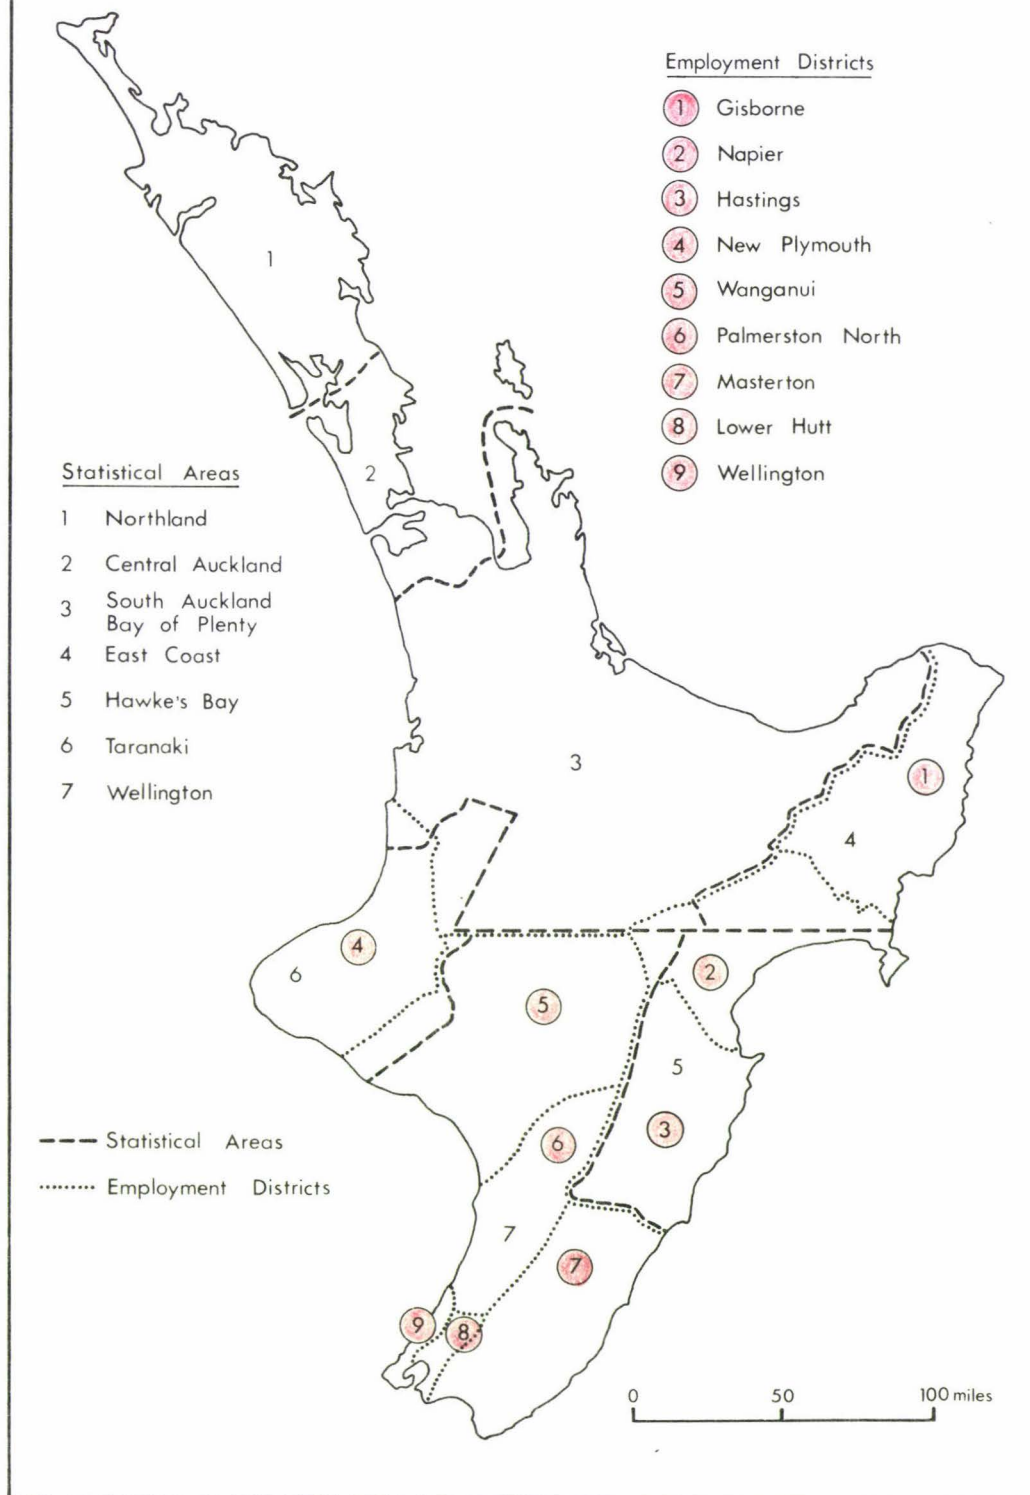 Employment Districts
1 Gisborne
2 Napier
3 Hastings
4 New Plymouth
5 Wanganui
6 Palmerston North
7 Masterton
8 Lower Hutt
9 Wellington
Statistical Areas
1 Northland
2 Central Auckland
3 South Auckland
Bay of Plenty
4 East Coast
5 Hawke's Bay
6 Taranaki
7 Wellington
1
2
3
1
4
4
6
2
5
5
3
6
7
7
9
8
Statistical Areas
Employment Districts
0 50 100 miles